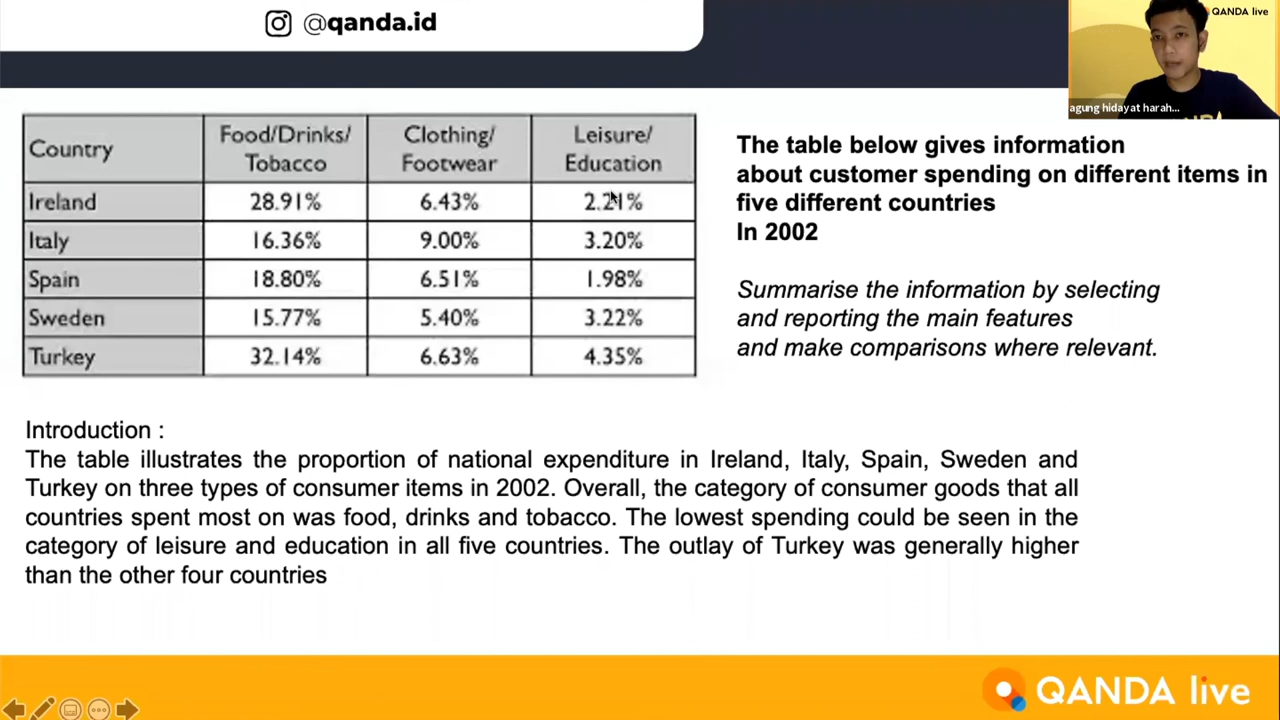 @qanda.id
QANDA live
agung hidayat harah...
Country Food/Drinks/ Tobacco Clothing/ Footwear Leisure/ Education
Ireland 28.91% 6.43% 2.21%
Italy 16.36% 9.00% 3.20%
Spain 18.80% 6.51% 1.98%
Sweden 15.77% 5.40% 3.22%
Turkey 32.14% 6.63% 4.35%
The table below gives information
about customer spending on different items in
five different countries
In 2002
Summarise the information by selecting
and reporting the main features
and make comparisons where relevant.
Introduction :
The table illustrates the proportion of national expenditure in Ireland, Italy, Spain, Sweden and
Turkey on three types of consumer items in 2002. Overall, the category of consumer goods that all
countries spent most on was food, drinks and tobacco. The lowest spending could be seen in the
category of leisure and education in all five countries. The outlay of Turkey was generally higher
than the other four countries
QANDA live